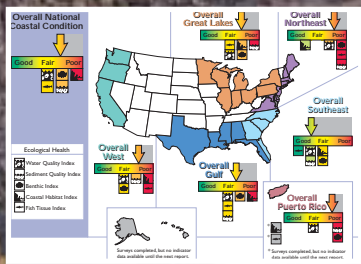 Overall National
Coastal Condition
Good Fair Poor
Ecological Health
Water Quality Index
Sediment Quality Index
Benthic Index
Coastal Habitat Index
Fish Tissue Index
Overall
Great Lakes
Good Fair Poor
Overall
Northeast
Good Fair Poor
Overall
Southeast
Good Fair Poor
Overall
West
Good Fair Poor
Overall
Gulf
Good Fair Poor
Overall
Puerto Rico
Good Fair Poor
Surveys completed, but no indicator
data available until the next report.
Surveys completed, but no indicator
data available until the next report.